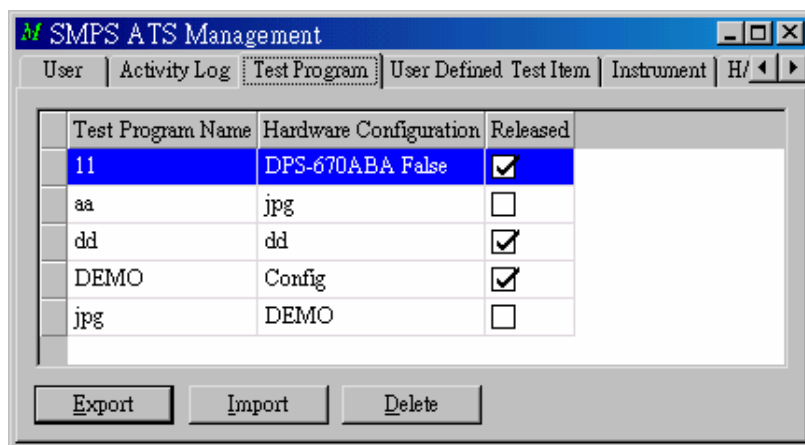 M SMPS ATS Management
User Activity Log Test Program User Defined Test Item Instrument H/
Test Program Name Hardware Configuration Released
11 DPS-670ABA False
aa jpg
dd dd
DEMO Config
jpg DEMO
Export Import Delete